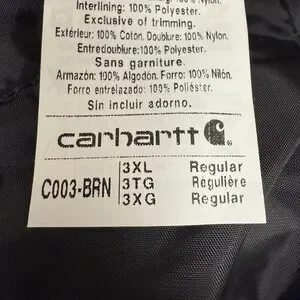 Interlining: 100% Polyester.
Exclusive of trimming.
Extérieur: 100% Coton. Doublure: 100% Nylon.
Entredoublure: 100% Polyester.
Sans garniture.
Armazón: 100% Algodón. Forro: 100% Nilón.
Forro entrelazado: 100% Poliéster.
Sin incluir adorno.
carhartt
C003-BRN
3XL Regular
3TG Regulière
3XG Regular